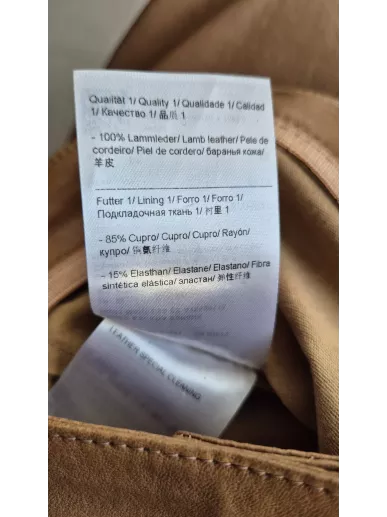 Qualität 1/ Quality 1/ Qualidade 1/ Calidad
1/ Качество 1/ 品质 1
- 100% Lammleder/ Lamb leather/ Pele de
cordeiro/ Piel de cordero/ баранья кожа/
羊皮
Futter 1/ Lining 1/ Forro 1/ Forro 1/
Подкладочная ткань 1/ 衬里 1
- 85% Cupro/ Cupro/ Cupro/ Rayón/
купро/ 铜氨纤维
- 15% Elasthan/ Elastane/ Elastano/ Fibra
sintética elástica/ эластан/ 弹性纤维
LEATHER SPECIAL CLEANING